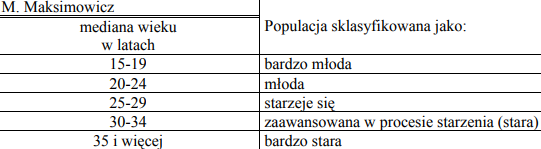 M. Maksimowicz
mediana wieku
w latach
Populacja sklasyfikowana jako:
15-19 bardzo młoda
20-24 młoda
25-29 starzeje się
30-34 zaawansowana w procesie starzenia (stara)
35 i więcej bardzo stara